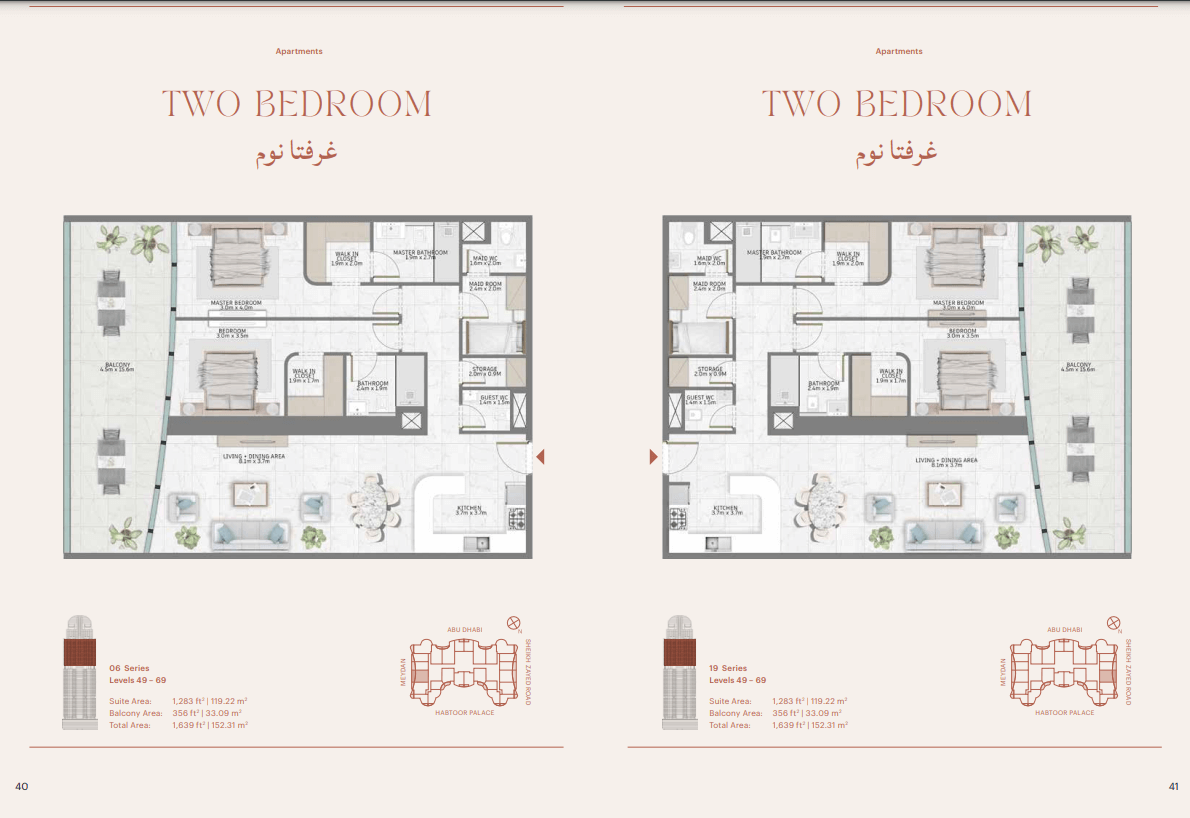 Apartments
TWO BEDROOM
غرفتا نوم
WALK IN
CLOSET
1.9m x 2.0m
MASTER BATHROOM
1.9m x 2.7m
MAID WC
1.6m x 2.0m
MAID ROOM
2.4m x 2.0m
MASTER BEDROOM
3.0m x 4.0m
BEDROOM
3.0m x 3.5m
BALCONY
4.5m x 15.6m
WALK IN
CLOSET
1.9m x 1.7m
BATHROOM
2.4m x 1.9m
STORAGE
2.0m x 0.9M
GUEST WC
1.4m x 1.5m
LIVING + DINING AREA
8.1m x 3.7m
KITCHEN
3.7m x 3.7m
06 Series
Levels 49 – 69
Suite Area: 1,283 ft² | 119.22 m²
Balcony Area: 356 ft² | 33.09 m²
Total Area: 1,639 ft² | 152.31 m²
ABU DHABI
N
MEYDAN
SHEIKH ZAYED ROAD
HABTOOR PALACE
40
Apartments
TWO BEDROOM
غرفتا نوم
MAID WC
1.6m x 2.0m
MASTER BATHROOM
1.9m x 2.7m
WALK IN
CLOSET
1.9m x 2.0m
MAID ROOM
2.4m x 2.0m
MASTER BEDROOM
3.0m x 4.0m
BEDROOM
3.0m x 3.5m
BALCONY
4.5m x 15.6m
STORAGE
2.0m x 0.9M
BATHROOM
2.4m x 1.9m
WALK IN
CLOSET
1.9m x 1.7m
GUEST WC
1.4m x 1.5m
LIVING + DINING AREA
8.1m x 3.7m
KITCHEN
3.7m x 3.7m
19 Series
Levels 49 – 69
Suite Area: 1,283 ft² | 119.22 m²
Balcony Area: 356 ft² | 33.09 m²
Total Area: 1,639 ft² | 152.31 m²
ABU DHABI
N
MEYDAN
SHEIKH ZAYED ROAD
HABTOOR PALACE
41